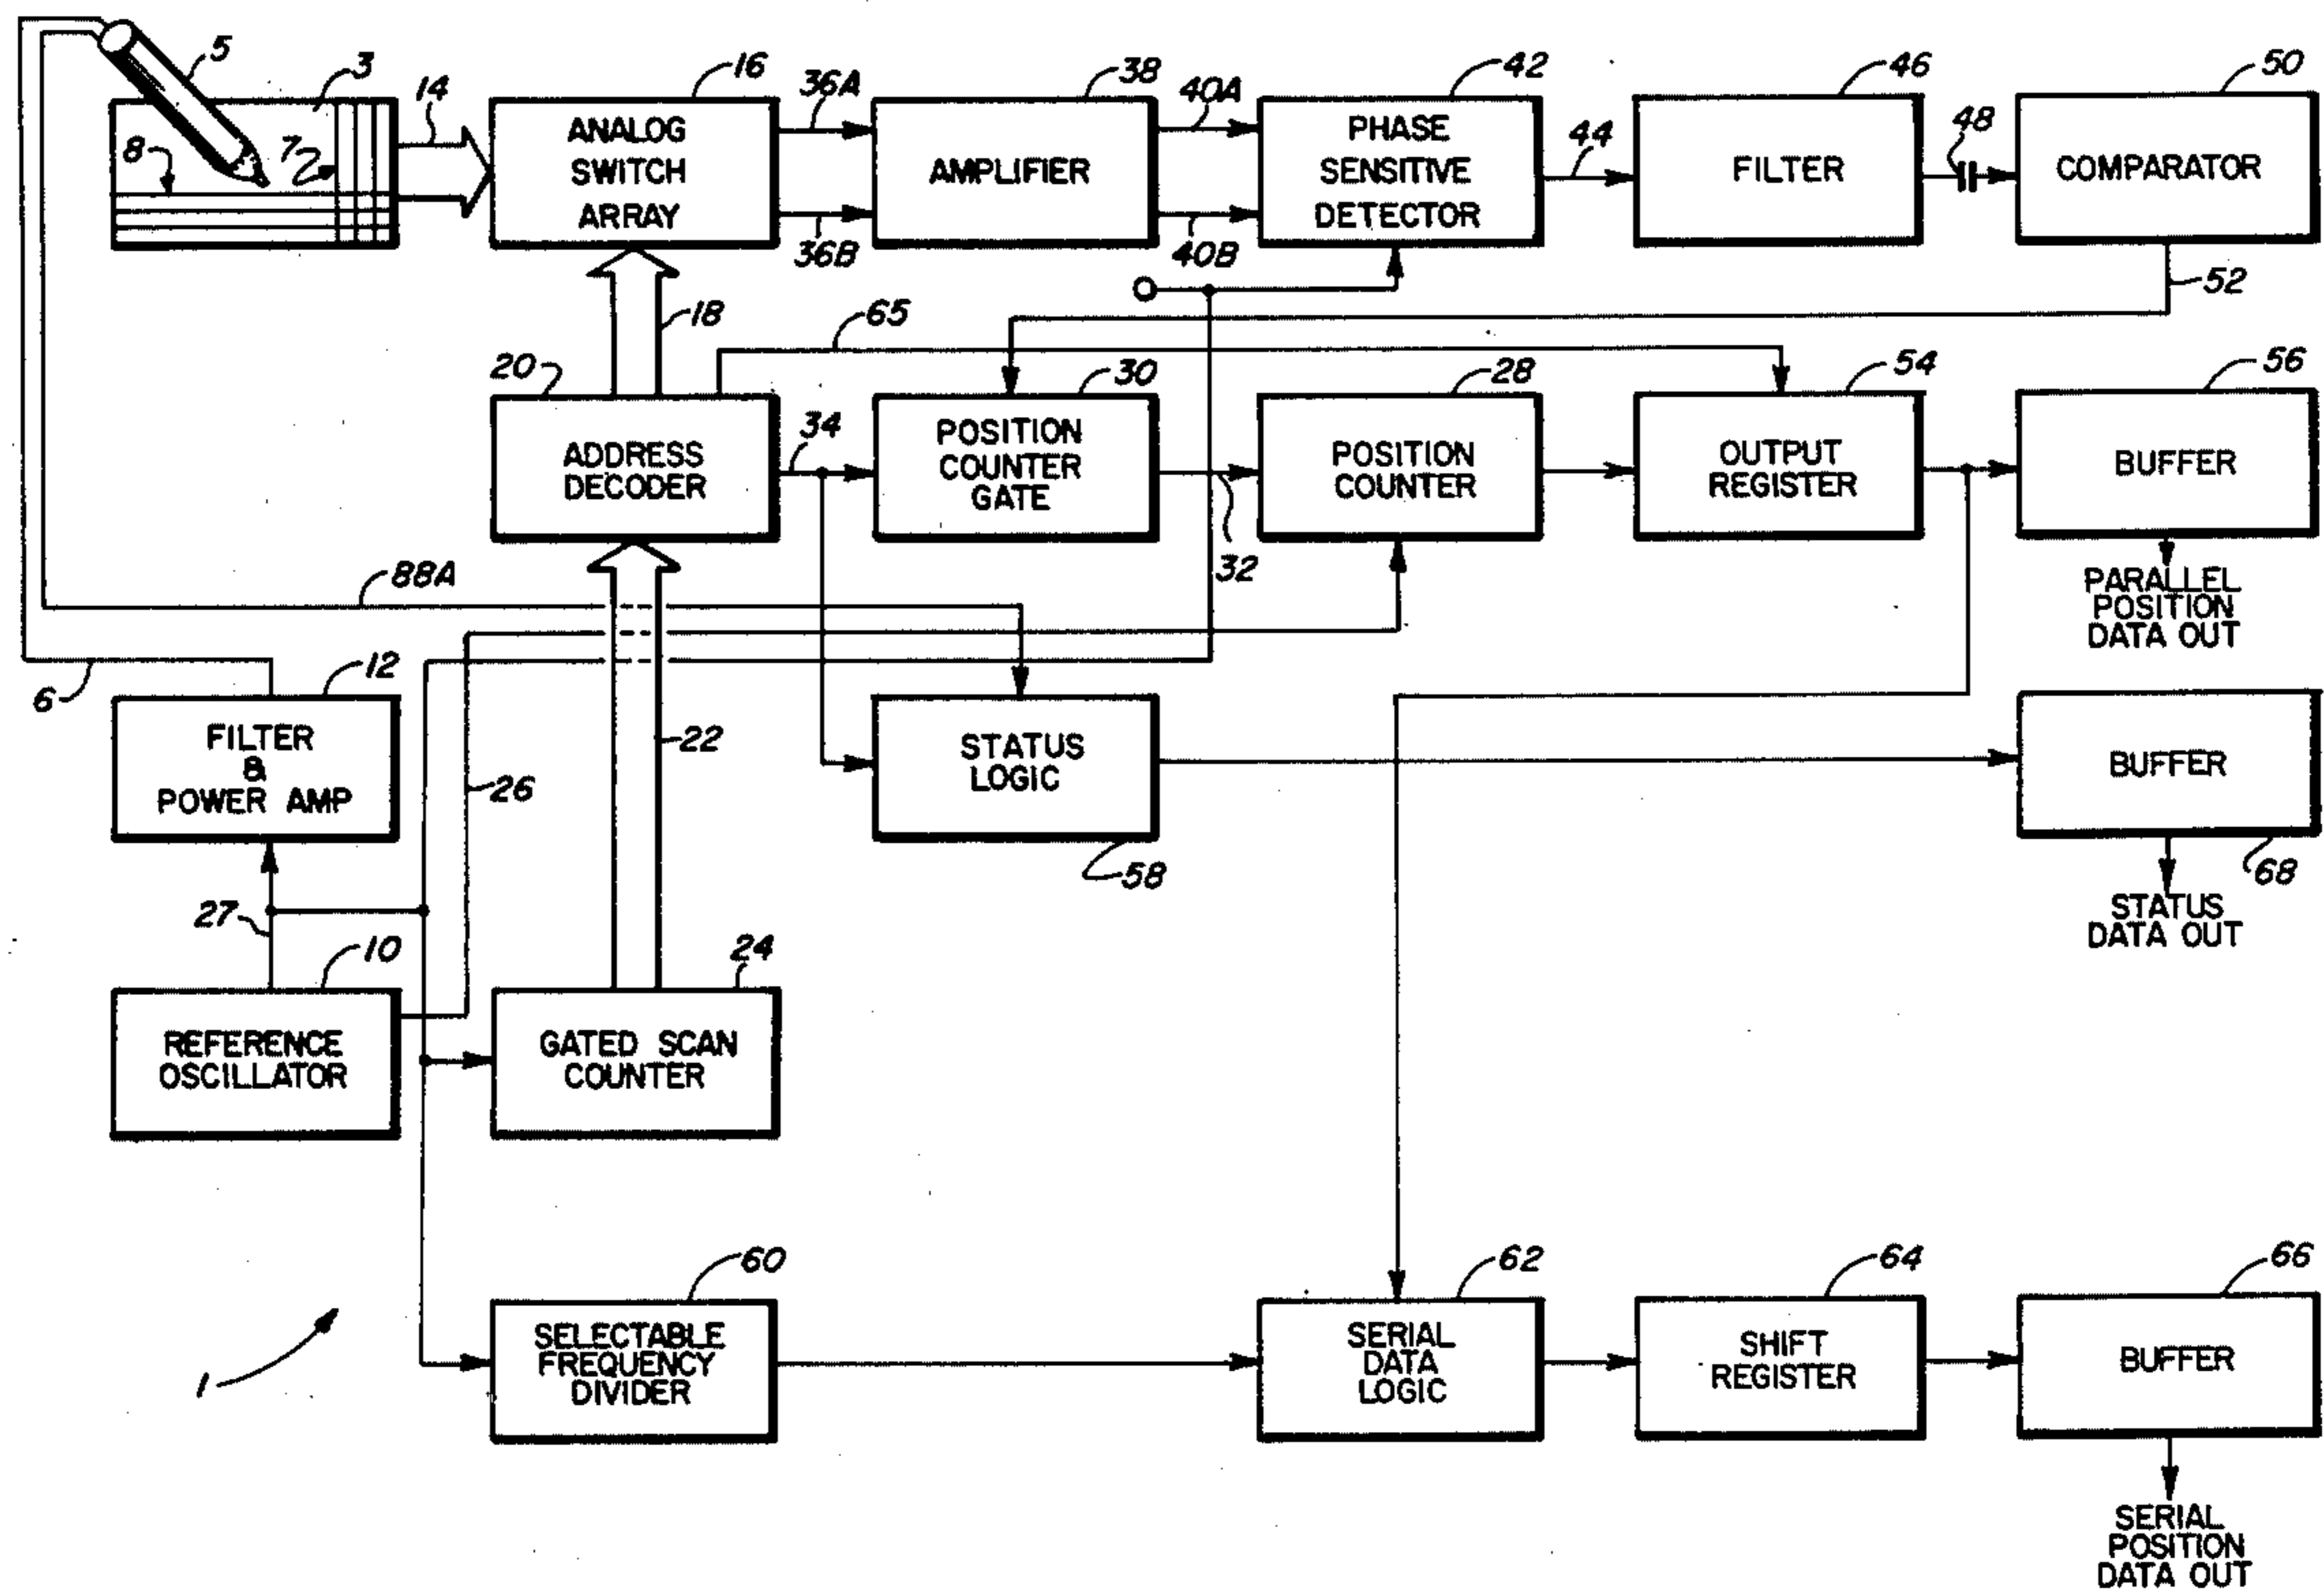 5
3
14
8
7
16
ANALOG
SWITCH
ARRAY
36A
36B
38
AMPLIFIER
40A
40B
42
PHASE
SENSITIVE
DETECTOR
44
46
FILTER
48
50
COMPARATOR
52
18
65
20
ADDRESS
DECODER
34
30
POSITION
COUNTER
GATE
32
28
POSITION
COUNTER
54
OUTPUT
REGISTER
56
BUFFER
PARALLEL
POSITION
DATA OUT
88A
6
12
FILTER
&
POWER AMP
26
22
STATUS
LOGIC
58
BUFFER
68
STATUS
DATA OUT
27
10
REFERENCE
OSCILLATOR
24
GATED SCAN
COUNTER
1
60
SELECTABLE
FREQUENCY
DIVIDER
62
SERIAL
DATA
LOGIC
64
SHIFT
REGISTER
66
BUFFER
SERIAL
POSITION
DATA OUT